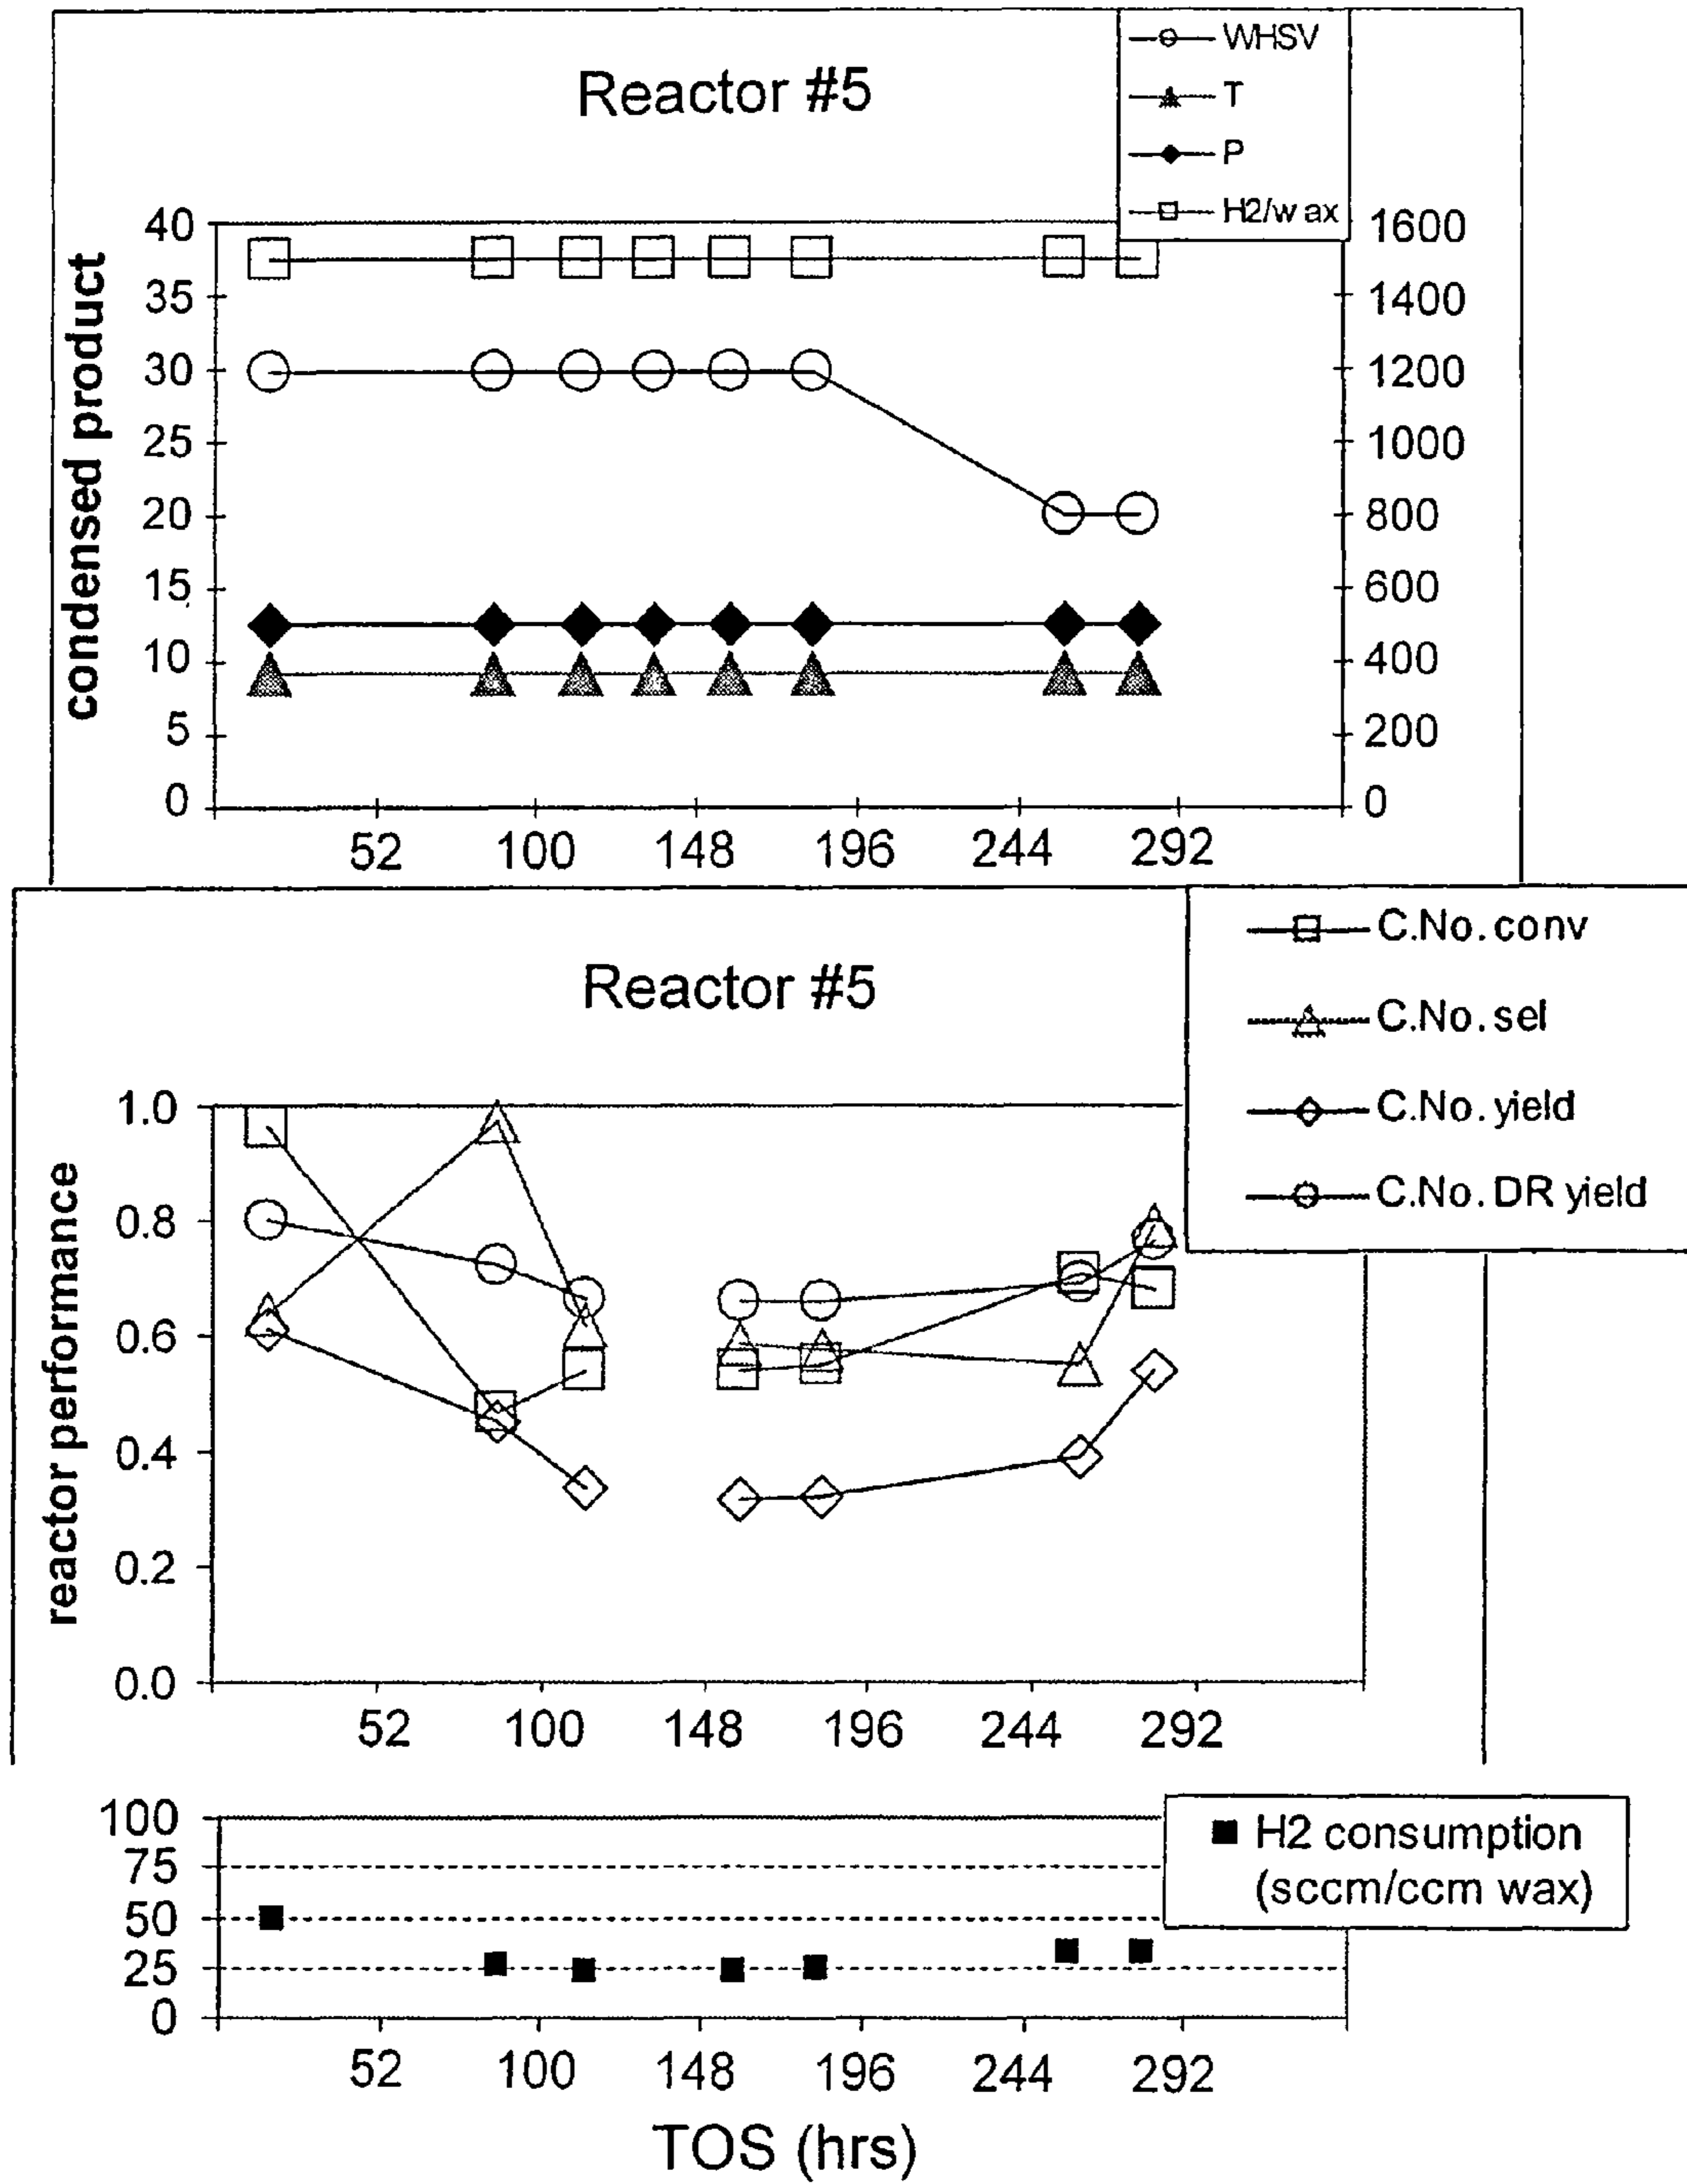 Reactor #5
WHSV
T
P
H2/wax
condensed product
40
35
30
25
20
15
10
5
0
1600
1400
1200
1000
800
600
400
200
0
52 100 148 196 244 292
Reactor #5
C.No. conv
C.No. sel
C.No. yield
C.No. DR yield
reactor performance
1.0
0.8
0.6
0.4
0.2
0.0
52 100 148 196 244 292
100
75
50
25
0
H2 consumption
(sccm/ccm wax)
52 100 148 196 244 292
TOS (hrs)